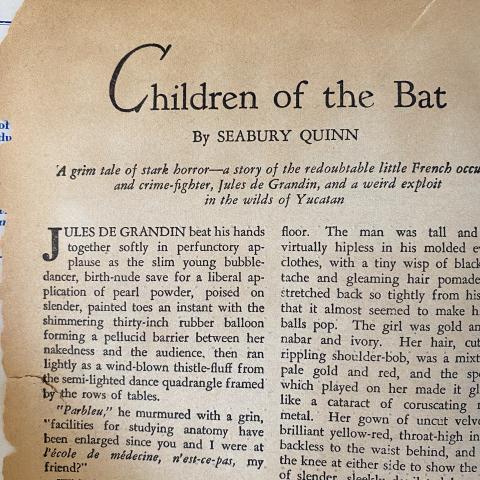 Children of the Bat
By SEABURY QUINN
A grim tale of stark horror—a story of the redoubtable little French
and crime-fighter, Jules de Grandin, and a weird exploit
in the wilds of Yucatan
JULES DE GRANDIN beat his hands
together softly in perfunctory ap-
plause as the slim young bubble-
dancer, birth-nude save for a liberal ap-
plication of pearl powder, poised on
slender, painted toes an instant with the
shimmering thirty-inch rubber balloon
forming a pellucid barrier between her
nakedness and the audience, then ran
lightly as a wind-blown thistle-fluff from
the semi-lighted dance quadrangle framed
by the rows of tables.
"Parbleu," he murmured with a grin,
"facilities for studying anatomy have
been enlarged since you and I were at
l'école de médecine, n'est-ce-pas, my
friend?"
floor. The man was tall and
virtually hipless in his molded
clothes, with a tiny wisp of black
tache and gleaming hair pomade
stretched back so tightly from his
that it almost seemed to make
balls pop. The girl was gold
nabar and ivory. Her hair, cut
rippling shoulder-bob, was a
pale gold and red, and the
which played on her made it
like a cataract of coruscating
metal. Her gown of uncut
brilliant yellow-red, throat-high in
backless to the waist behind, and
the knee at either side to show the
of slender,